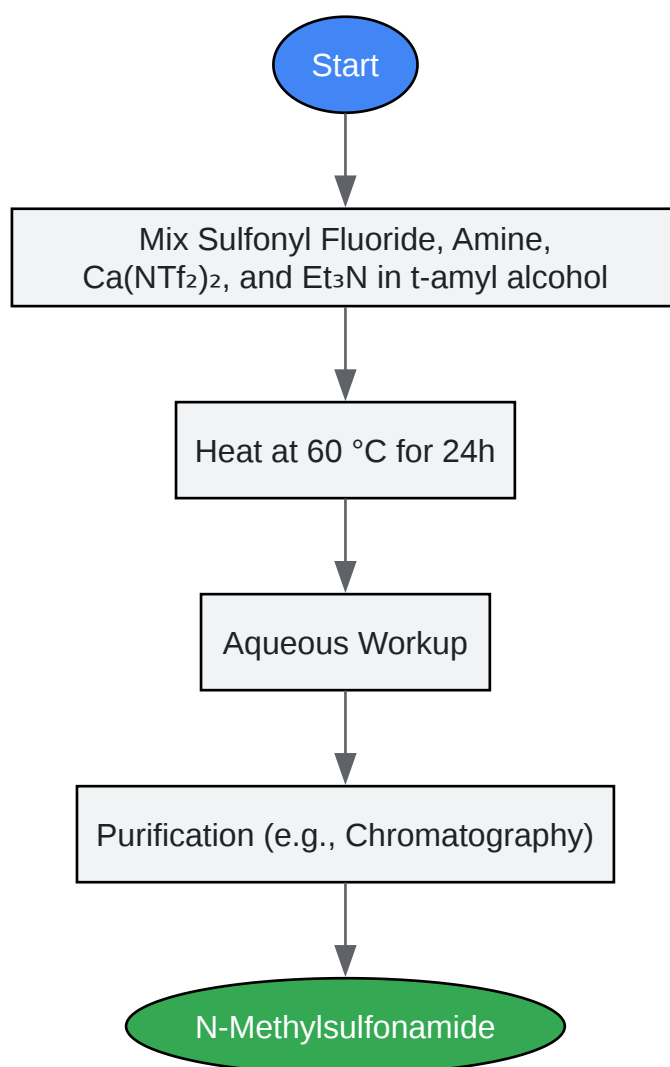 Start
Mix Sulfonyl Fluoride, Amine,
Ca(NTf₂)₂, and Et₃N in t-amyl alcohol
Heat at 60 °C for 24h
Aqueous Workup
Purification (e.g., Chromatography)
N-Methylsulfonamide